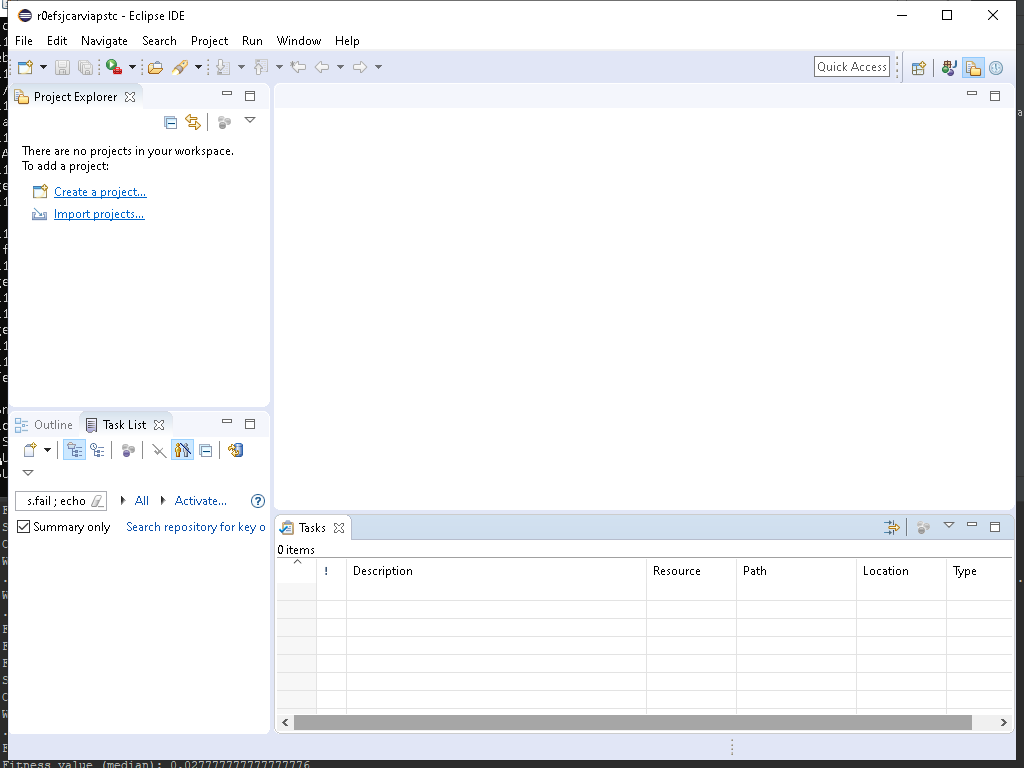 r0efsjcarviapstc - Eclipse IDE
File Edit Navigate Search Project Run Window Help
Quick Access
Project Explorer
There are no projects in your workspace.
To add a project:
Create a project...
Import projects...
Outline Task List
s.fail ; echo All Activate...
Summary only Search repository for key o
Tasks
0 items
! Description Resource Path Location Type
Fitness value (median): 0.027777777777777776